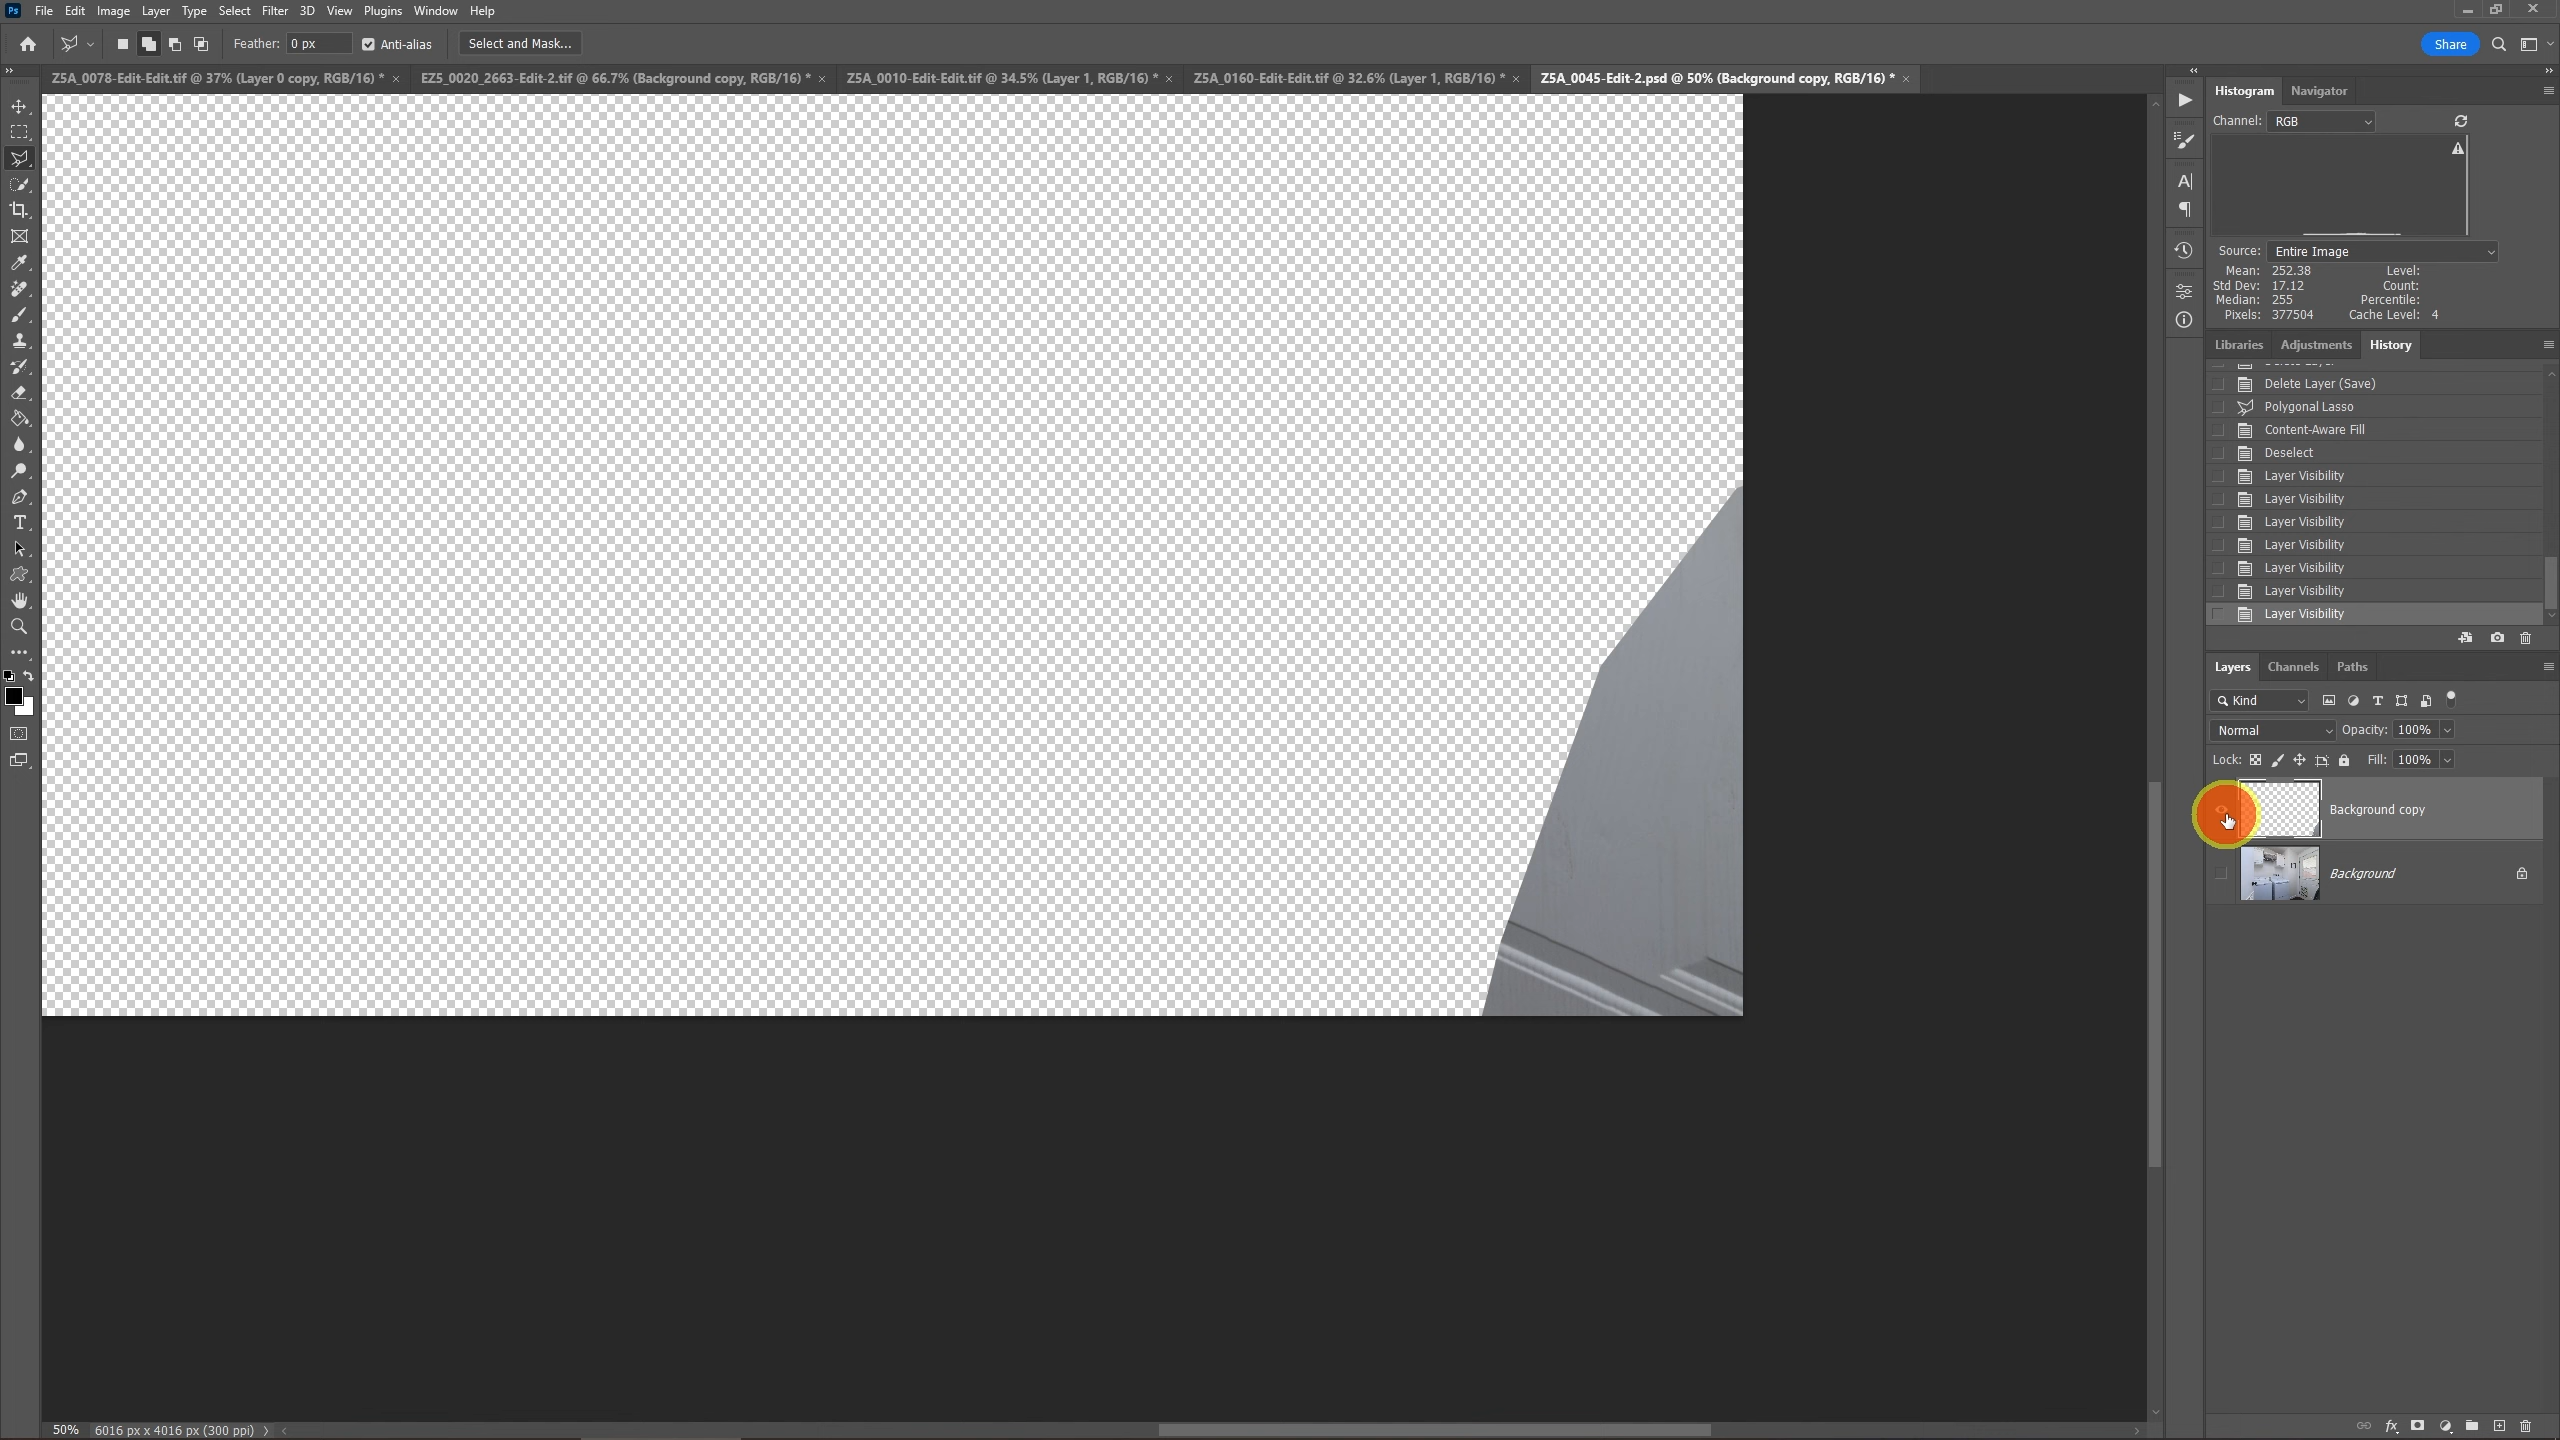 Ps File Edit Image Layer Type Select Filter 3D View Plugins Window Help
Feather: 0 px Anti-alias Select and Mask... Share
Z5A_0078-Edit-Edit.tif @ 37% (Layer 0 copy, RGB/16) * × EZ5_0020_2663-Edit-2.tif @ 66.7% (Background copy, RGB/16) * × Z5A_0010-Edit-Edit.tif @ 34.5% (Layer 1, RGB/16) * × Z5A_0160-Edit-Edit.tif @ 32.6% (Layer 1, RGB/16) * × Z5A_0045-Edit-2.psd @ 50% (Background copy, RGB/16) * ×
Histogram Navigator
Channel: RGB
Source: Entire Image
Mean: 252.38 Level:
Std Dev: 17.12 Count:
Median: 255 Percentile:
Pixels: 377504 Cache Level: 4
Libraries Adjustments History
Delete Layer (Save)
Polygonal Lasso
Content-Aware Fill
Deselect
Layer Visibility
Layer Visibility
Layer Visibility
Layer Visibility
Layer Visibility
Layer Visibility
Layer Visibility
Layers Channels Paths
Kind
Normal Opacity: 100%
Lock: Fill: 100%
Background copy
Background
50% 6016 px x 4016 px (300 ppi)